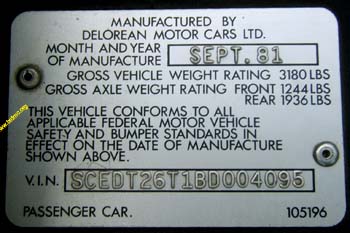 MANUFACTURED BY
DELOREAN MOTOR CARS LTD.
MONTH AND YEAR
OF MANUFACTURE SEPT. 81
GROSS VEHICLE WEIGHT RATING 3180 LBS
GROSS AXLE WEIGHT RATING FRONT 1244 LBS
REAR 1936 LBS
THIS VEHICLE CONFORMS TO ALL
APPLICABLE FEDERAL MOTOR VEHICLE
SAFETY AND BUMPER STANDARDS IN
EFFECT ON THE DATE OF MANUFACTURE
SHOWN ABOVE.
V.I.N. SCEDT26T1BD004095
PASSENGER CAR. 105196